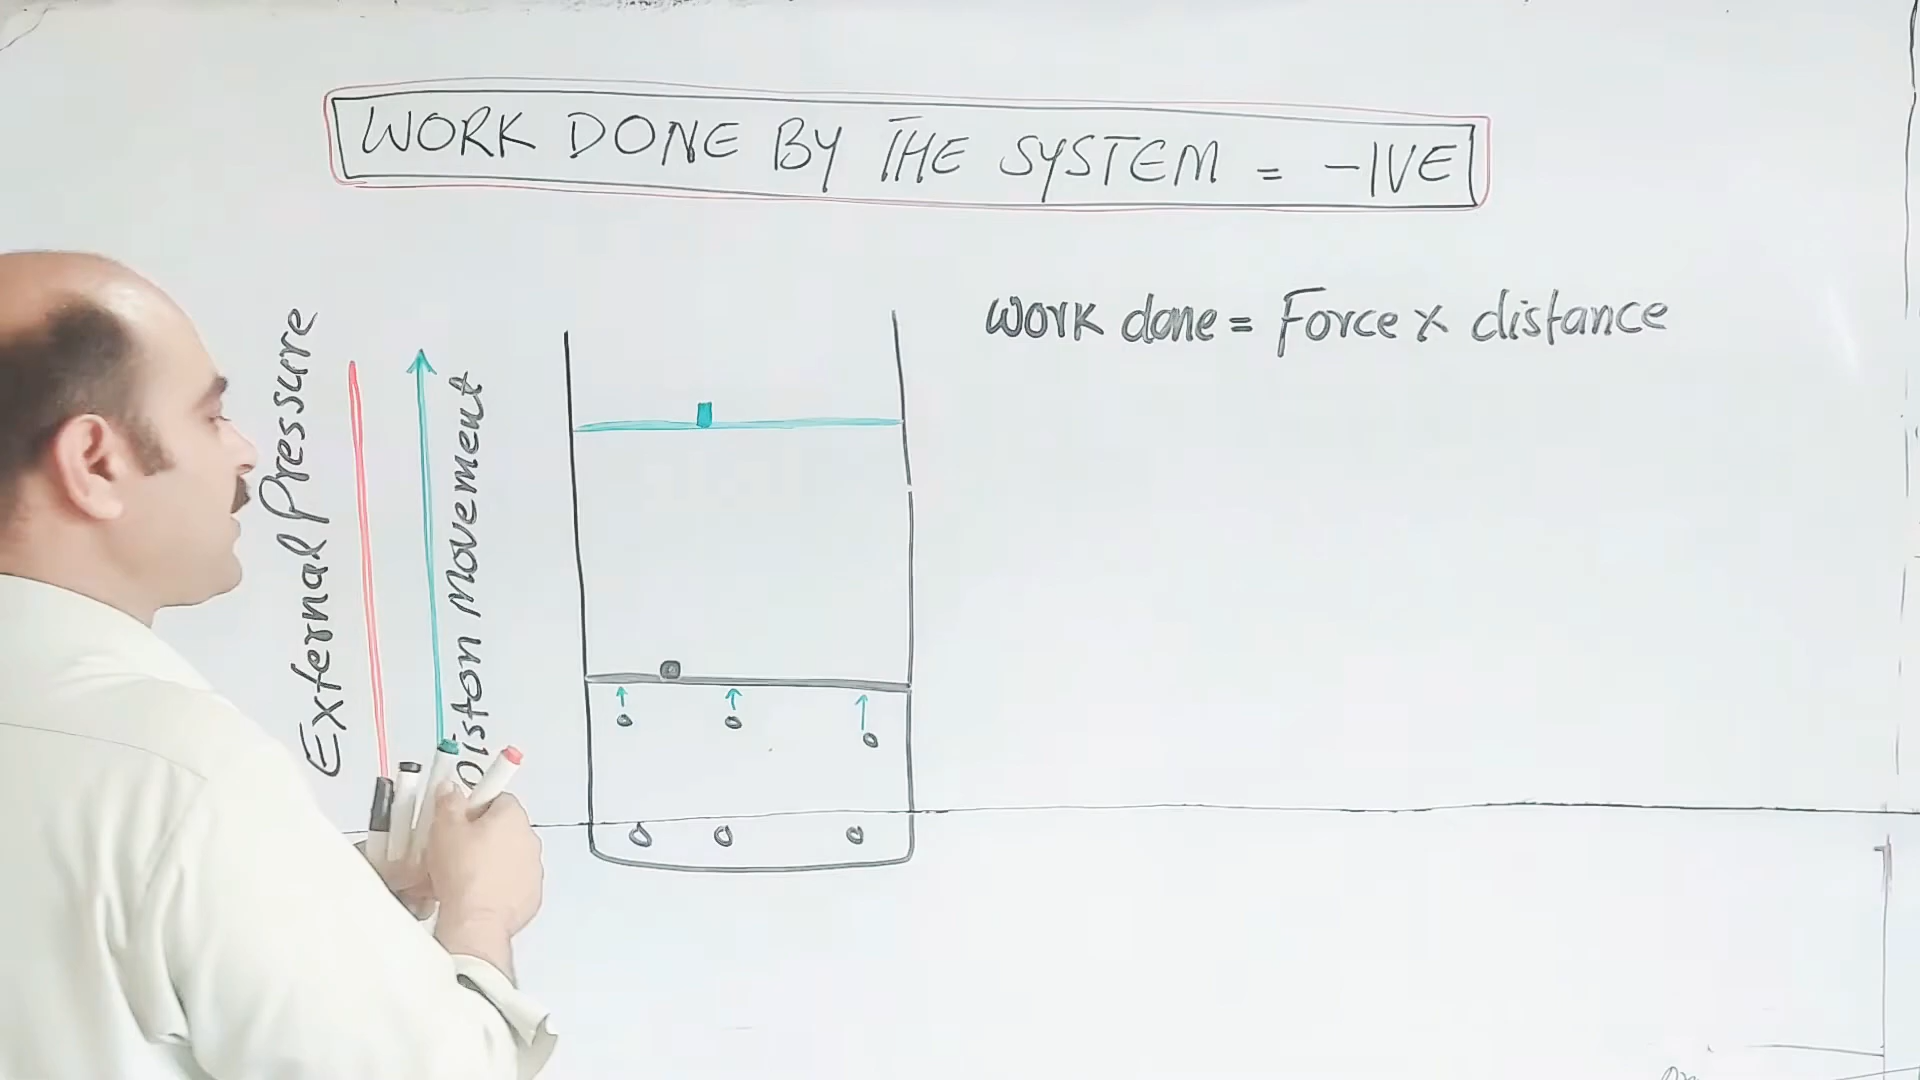 WORK DONE BY THE SYSTEM = -IVE
Work done = Force x distance
External Pressure
Piston Movement